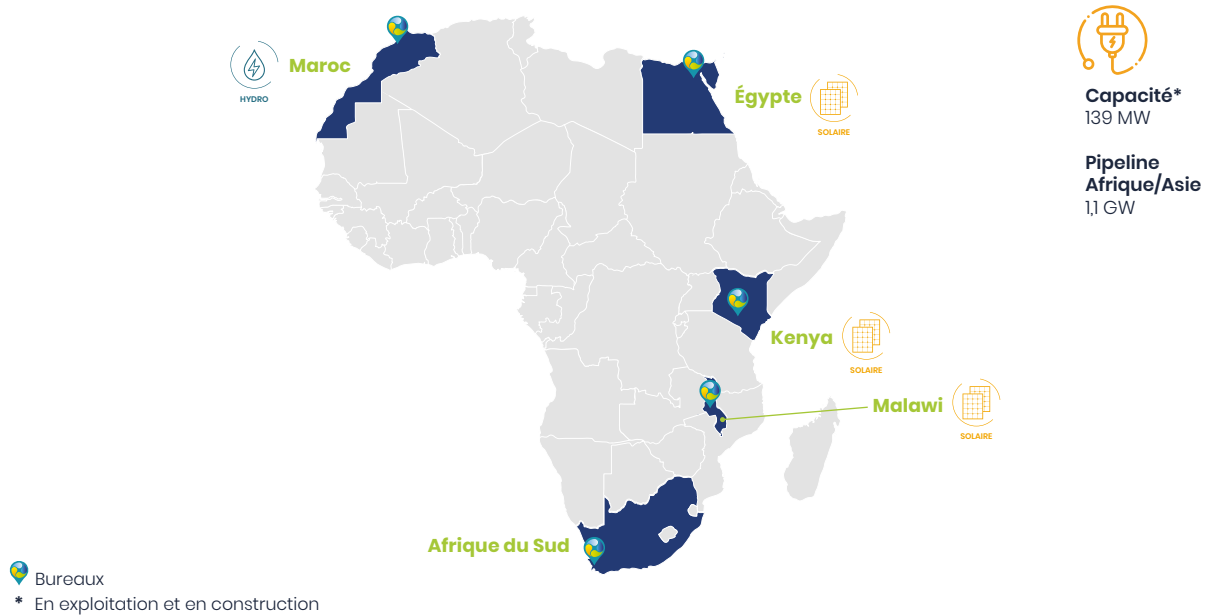 Maroc
HYDRO
Égypte
SOLAIRE
Capacité*
139 MW
Pipeline
Afrique/Asie
1,1 GW
Kenya
SOLAIRE
Malawi
SOLAIRE
Afrique du Sud
Bureaux
* En exploitation et en construction